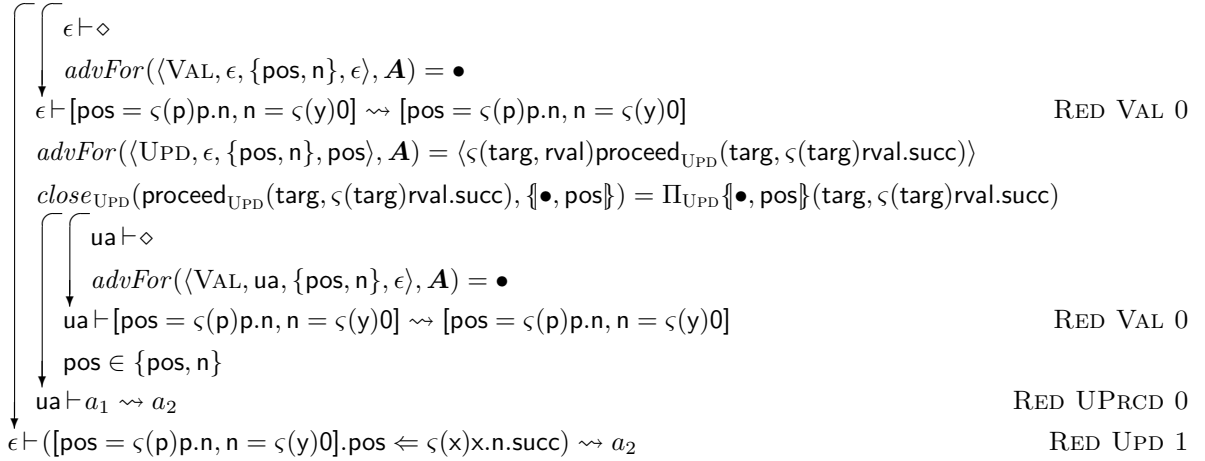 ϵ ⊢ ⋄
advFor(⟨VAL, ϵ, {pos, n}, ϵ⟩, A) = •
ϵ ⊢ [pos = ς(p)p.n, n = ς(y)0] ⇝ [pos = ς(p)p.n, n = ς(y)0] RED VAL 0
advFor(⟨UPD, ϵ, {pos, n}, pos⟩, A) = ⟨ς(targ, rval)proceed_UPD(targ, ς(targ)rval.succ)⟩
close_UPD(proceed_UPD(targ, ς(targ)rval.succ), {|•, pos|}) = Π_UPD{|•, pos|}(targ, ς(targ)rval.succ)
ua ⊢ ⋄
advFor(⟨VAL, ua, {pos, n}, ϵ⟩, A) = •
ua ⊢ [pos = ς(p)p.n, n = ς(y)0] ⇝ [pos = ς(p)p.n, n = ς(y)0] RED VAL 0
pos ∈ {pos, n}
ua ⊢ a₁ ⇝ a₂ RED UPRCD 0
ϵ ⊢ ([pos = ς(p)p.n, n = ς(y)0].pos ⇐ ς(x)x.n.succ) ⇝ a₂ RED UPD 1